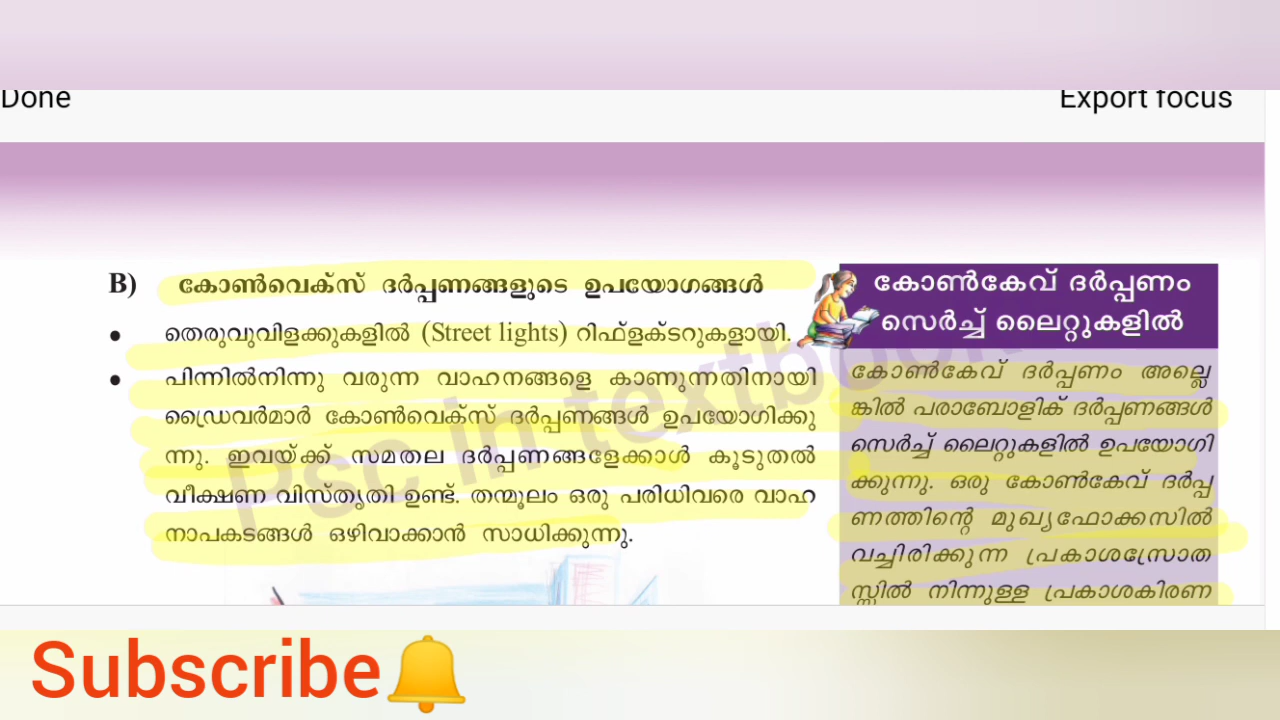 Done
Export focus
B) കോൺവെക്സ് ദർപ്പണങ്ങളുടെ ഉപയോഗങ്ങൾ
• തെരുവുവിളക്കുകളിൽ (Street lights) റിഫ്ളക്ടറുകളായി.
• പിന്നിൽനിന്നു വരുന്ന വാഹനങ്ങളെ കാണുന്നതിനായി
ഡ്രൈവർമാർ കോൺവെക്സ് ദർപ്പണങ്ങൾ ഉപയോഗിക്കു
ന്നു. ഇവയ്ക്ക് സമതല ദർപ്പണങ്ങളേക്കാൾ കൂടുതൽ
വീക്ഷണ വിസ്തൃതി ഉണ്ട്. തന്മൂലം ഒരു പരിധിവരെ വാഹ
നാപകടങ്ങൾ ഒഴിവാക്കാൻ സാധിക്കുന്നു.
കോൺകേവ് ദർപ്പണം
സെർച്ച് ലൈറ്റുകളിൽ
കോൺകേവ് ദർപ്പണം അല്ലെ
ങ്കിൽ പരാബോളിക് ദർപ്പണങ്ങൾ
സെർച്ച് ലൈറ്റുകളിൽ ഉപയോഗി
ക്കുന്നു. ഒരു കോൺകേവ് ദർപ്പ
ണത്തിന്റെ മുഖ്യഫോക്കസിൽ
വച്ചിരിക്കുന്ന പ്രകാശസ്രോത
സ്സിൽ നിന്നുള്ള പ്രകാശകിരണ
Psc in textbook
Subscribe